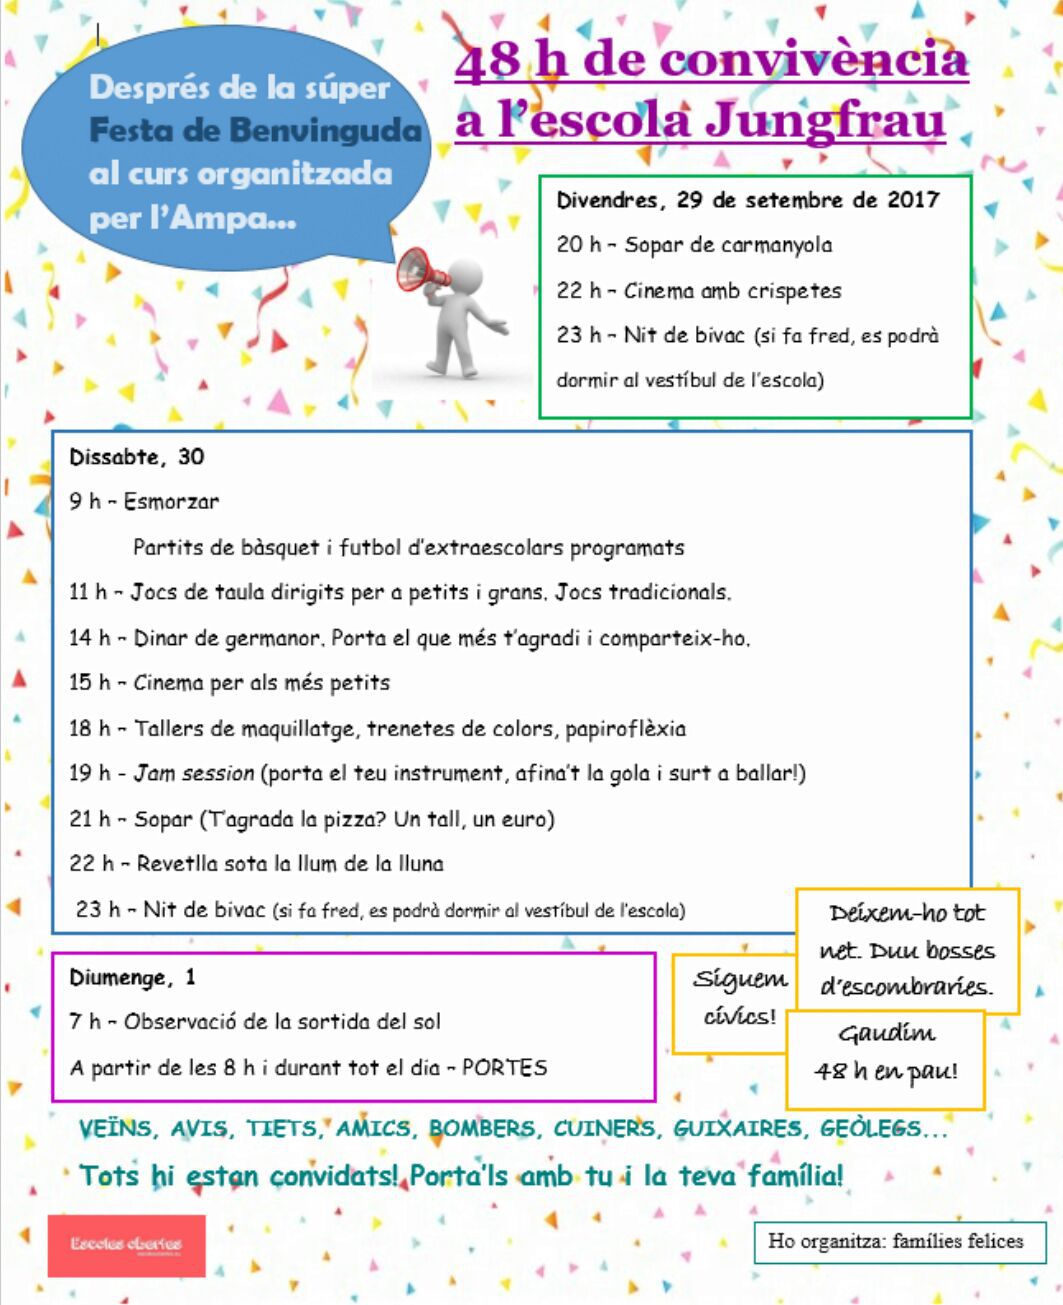 Després de la súper
Festa de Benvinguda
al curs organitzada
per l'Ampa...
48 h de convivència
a l'escola Jungfrau
Divendres, 29 de setembre de 2017
20 h - Sopar de carmanyola
22 h - Cinema amb crispetes
23 h - Nit de bivac (si fa fred, es podrà
dormir al vestíbul de l'escola)
Dissabte, 30
9 h - Esmorzar
Partits de bàsquet i futbol d'extraescolars programats
11 h - Jocs de taula dirigits per a petits i grans. Jocs tradicionals.
14 h - Dinar de germanor. Porta el que més t'agradi i comparteix-ho.
15 h - Cinema per als més petits
18 h - Tallers de maquillatge, trenetes de colors, papiroflèxia
19 h - Jam session (porta el teu instrument, afina't la gola i surt a ballar!)
21 h - Sopar (T'agrada la pizza? Un tall, un euro)
22 h - Revetlla sota la llum de la lluna
23 h - Nit de bivac (si fa fred, es podrà dormir al vestíbul de l'escola)
Diumenge, 1
7 h - Observació de la sortida del sol
A partir de les 8 h i durant tot el dia - PORTES
Siguem
cívics!
Deixem-ho tot
net. Duu bosses
d'escombraries.
Gaudim
48 h en pau!
VEÏNS, AVIS, TIETS, AMICS, BOMBERS, CUINERS, GUIXAIRES, GEÒLEGS...
Tots hi estan convidats! Porta'ls amb tu i la teva família!
Escoles obertes
Ho organitza: famílies felices